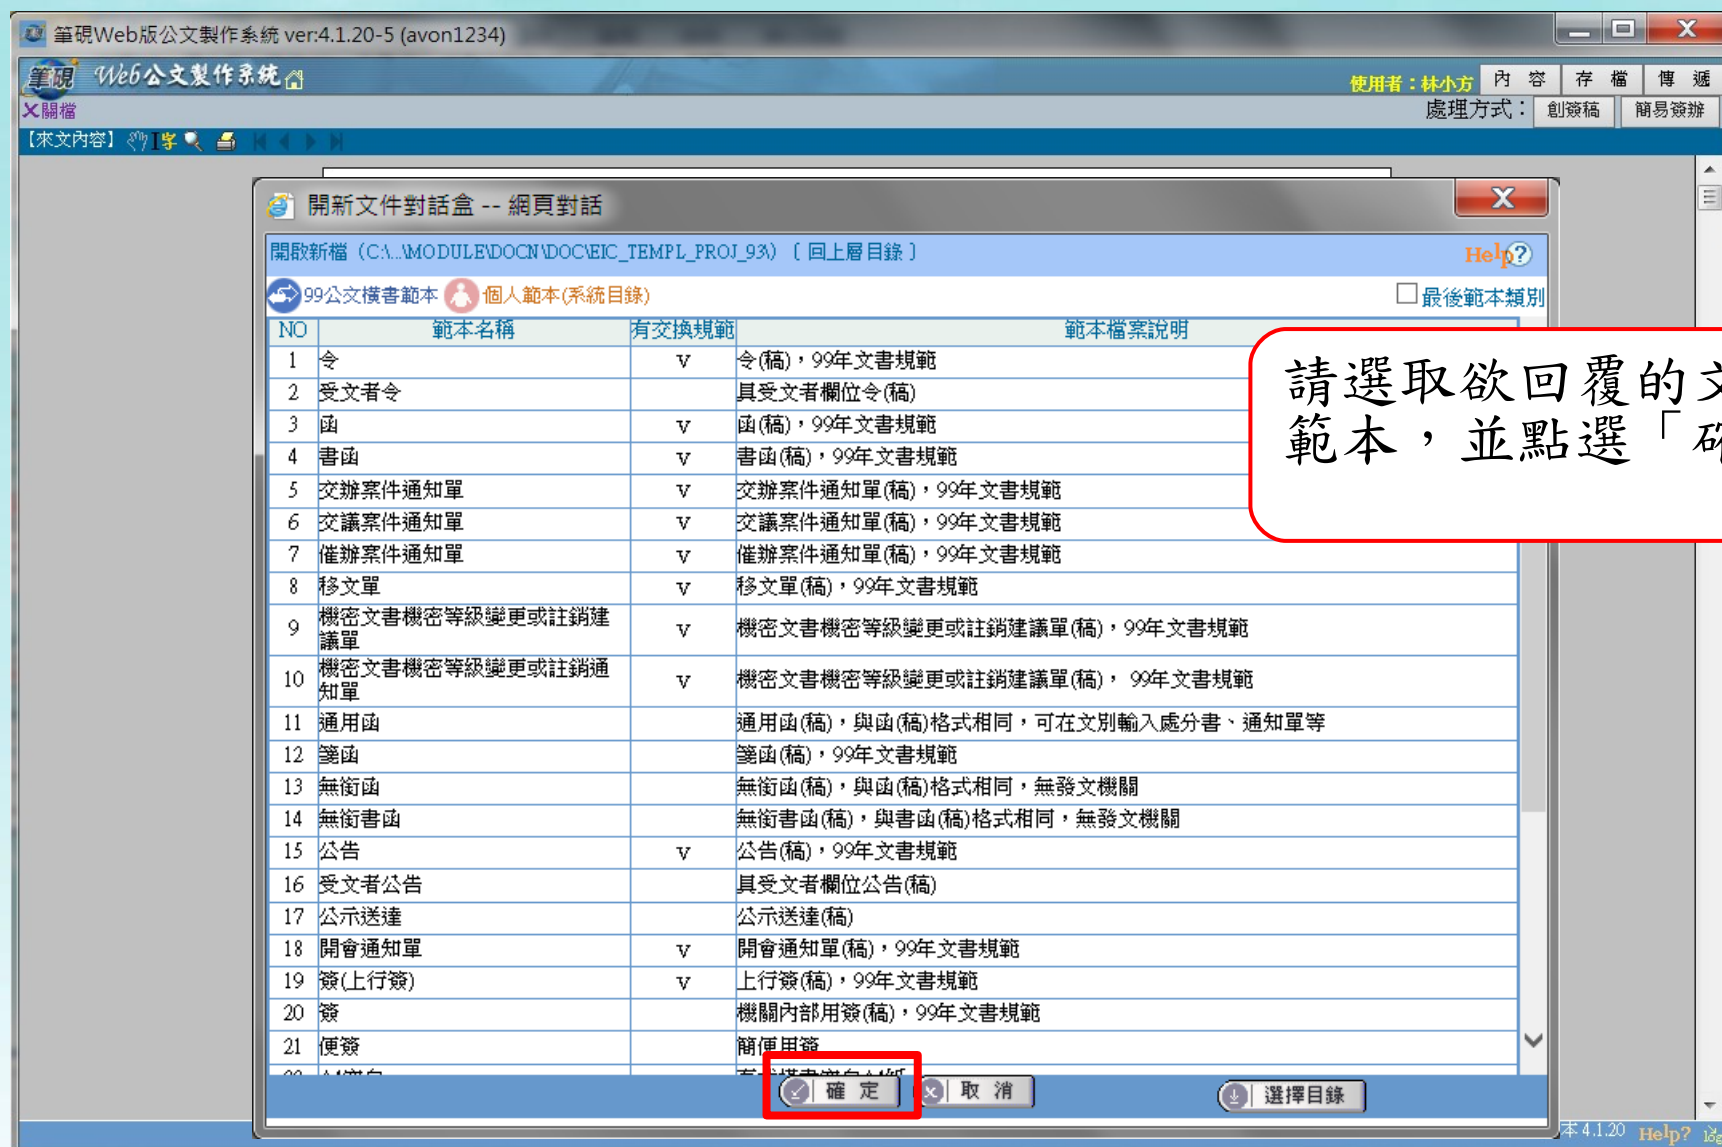 筆硯Web版公文製作系統 ver:4.1.20-5 (avon1234)
筆硯 Web公文製作系統
使用者：林小方 內 容 存 檔 傳 遞
X關檔
處理方式： 創簽稿 簡易簽辦
【來文內容】
開新文件對話盒 -- 網頁對話
開啟新檔（C:\...\MODULE\DOCN\DOC\EIC_TEMPL_PROJ_93\）〔回上層目錄〕 Help?
99公文橫書範本 個人範本(系統目錄) 最後範本類別
NO 範本名稱 有交換規範 範本檔案說明
1 令 V 令(稿)，99年文書規範
2 受文者令 具受文者欄位令(稿)
3 函 V 函(稿)，99年文書規範
4 書函 V 書函(稿)，99年文書規範
5 交辦案件通知單 V 交辦案件通知單(稿)，99年文書規範
6 交議案件通知單 V 交議案件通知單(稿)，99年文書規範
7 催辦案件通知單 V 催辦案件通知單(稿)，99年文書規範
8 移文單 V 移文單(稿)，99年文書規範
9 機密文書機密等級變更或註銷建
議單 V 機密文書機密等級變更或註銷建議單(稿)，99年文書規範
10 機密文書機密等級變更或註銷通
知單 V 機密文書機密等級變更或註銷建議單(稿)， 99年文書規範
11 通用函 通用函(稿)，與函(稿)格式相同，可在文別輸入處分書、通知單等
12 箋函 箋函(稿)，99年文書規範
13 無銜函 無銜函(稿)，與函(稿)格式相同，無發文機關
14 無銜書函 無銜書函(稿)，與書函(稿)格式相同，無發文機關
15 公告 V 公告(稿)，99年文書規範
16 受文者公告 具受文者欄位公告(稿)
17 公示送達 公示送達(稿)
18 開會通知單 V 開會通知單(稿)，99年文書規範
19 簽(上行簽) V 上行簽(稿)，99年文書規範
20 簽 機關內部用簽(稿)，99年文書規範
21 便簽 簡便用簽
請選取欲回覆的文
範本，並點選「確
確 定 取 消 選擇目錄
本 4.1.20 Help?